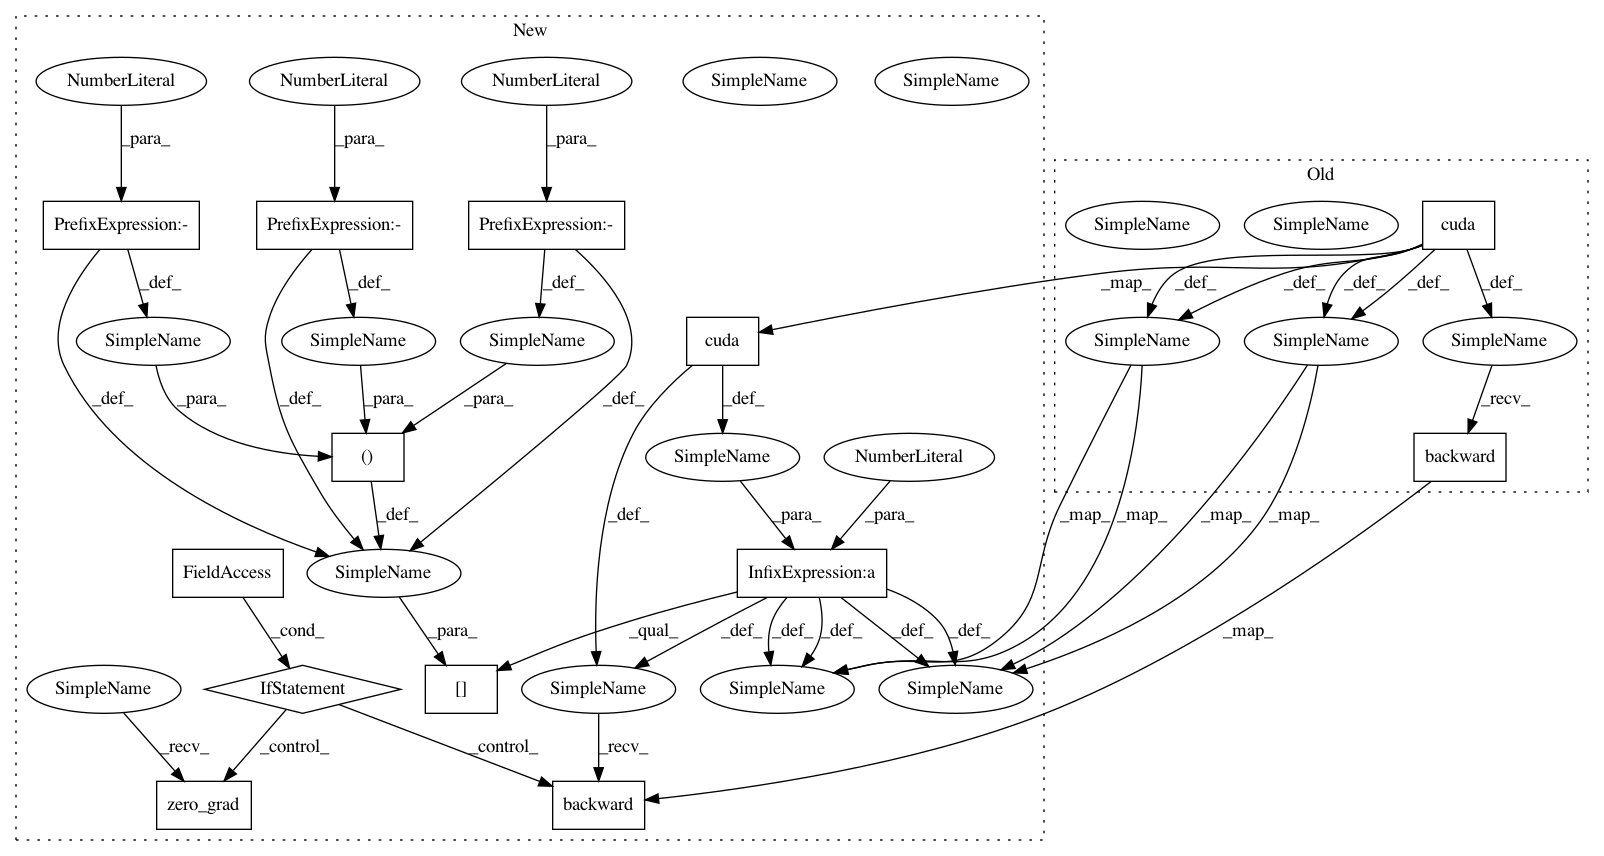 New
NumberLiteral
NumberLiteral
NumberLiteral
SimpleName
SimpleName
_para_
_para_
_para_
Old
PrefixExpression:-
PrefixExpression:-
PrefixExpression:-
SimpleName
SimpleName
cuda
_def_
_def_
_def_
_map_
_def_
_def_
_def_
_def_
_def_
SimpleName
SimpleName
SimpleName
cuda
SimpleName
SimpleName
SimpleName
_def_
_para_
_def_
_para_
_para_
_def_
_def_
_recv_
()
SimpleName
NumberLiteral
backward
_def_
_def_
_para_
_para_
_map_
_map_
_map_
_map_
FieldAccess
SimpleName
InfixExpression:a
_cond_
_para_
_qual_
_def_
_def_
_def_
_def_
_def_
_map_
SimpleName
IfStatement
[]
SimpleName
SimpleName
SimpleName
_recv_
_control_
_control_
_recv_
zero_grad
backward